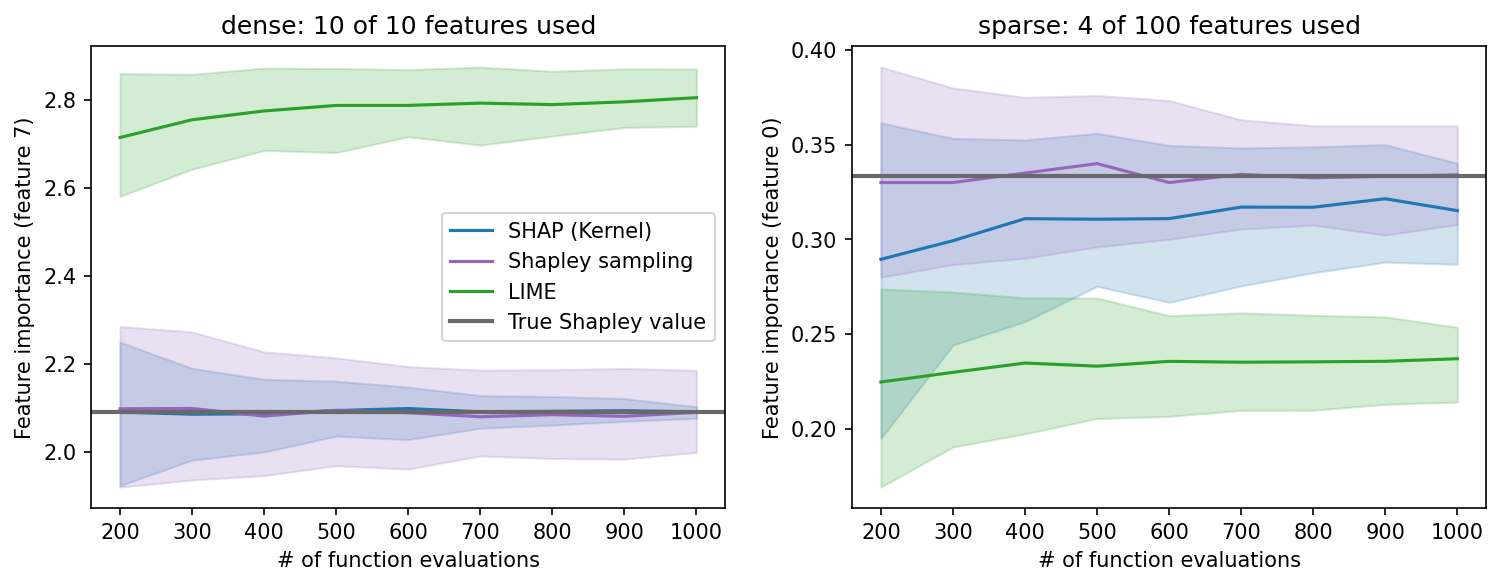 dense: 10 of 10 features used
Feature importance (feature 7)
2.8
2.6
2.4
2.2
2.0
SHAP (Kernel)
Shapley sampling
LIME
True Shapley value
200 300 400 500 600 700 800 900 1000
# of function evaluations
sparse: 4 of 100 features used
Feature importance (feature 0)
0.40
0.35
0.30
0.25
0.20
200 300 400 500 600 700 800 900 1000
# of function evaluations